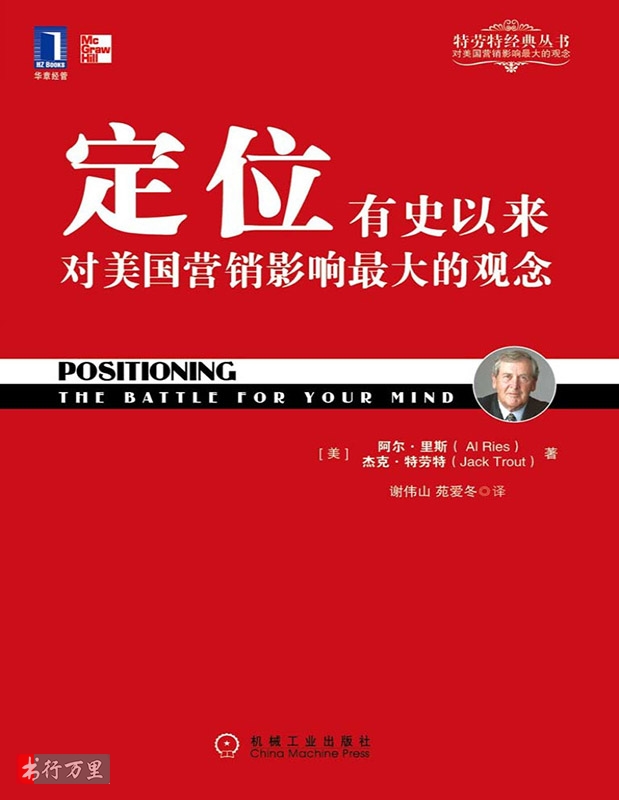 HZ BOOKS
华章经管
Mc
Graw
Hill
特劳特经典丛书
对美国营销影响最大的观念
定位 有史以来
对美国营销影响最大的观念
POSITIONING
THE BATTLE FOR YOUR MIND
[美] 阿尔·里斯(Al Ries)
杰克·特劳特(Jack Trout) 著
谢伟山 苑爱冬◎译
机械工业出版社
China Machine Press
书行万里